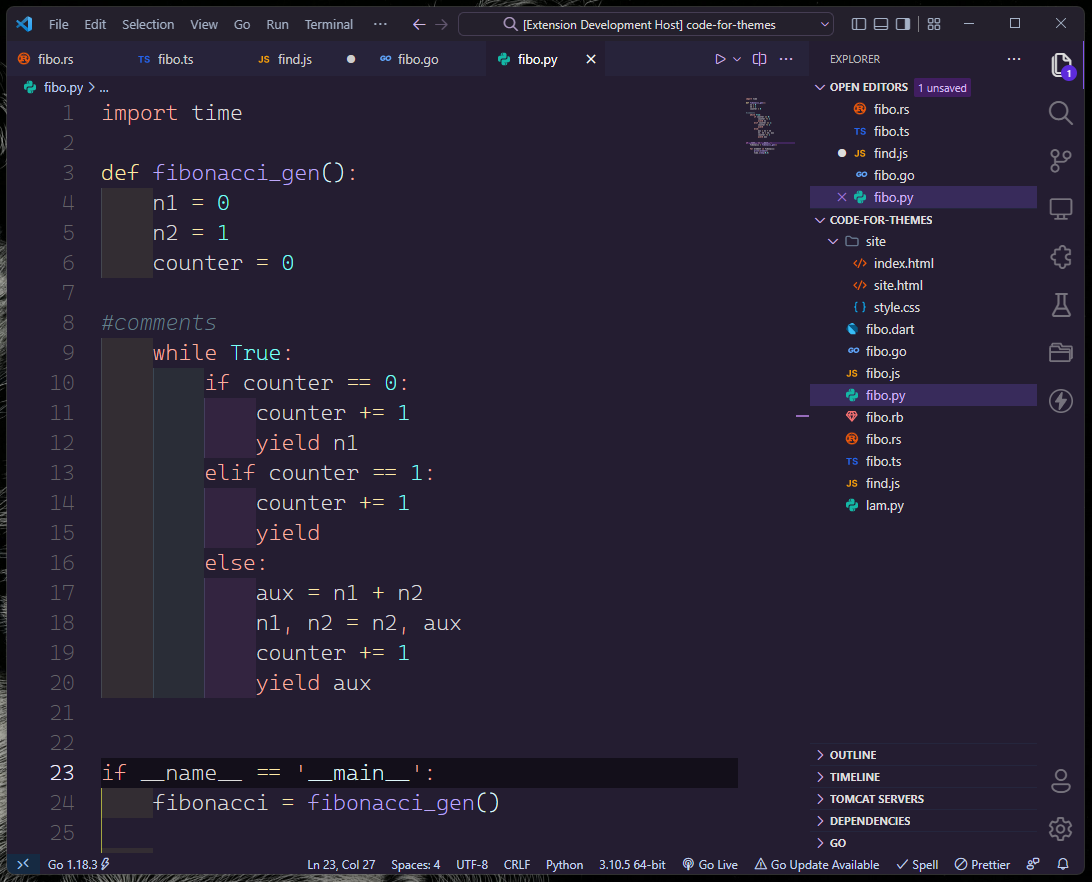 File Edit Selection View Go Run Terminal ··· [Extension Development Host] code-for-themes
fibo.rs TS fibo.ts JS find.js fibo.go fibo.py
fibo.py > ...
1 import time
2
3 def fibonacci_gen():
4 n1 = 0
5 n2 = 1
6 counter = 0
7
8 #comments
9 while True:
10 if counter == 0:
11 counter += 1
12 yield n1
13 elif counter == 1:
14 counter += 1
15 yield
16 else:
17 aux = n1 + n2
18 n1, n2 = n2, aux
19 counter += 1
20 yield aux
21
22
23 if __name__ == '__main__':
24 fibonacci = fibonacci_gen()
25
EXPLORER ···
OPEN EDITORS 1 unsaved
fibo.rs
TS fibo.ts
JS find.js
GO fibo.go
fibo.py
CODE-FOR-THEMES
site
index.html
site.html
style.css
fibo.dart
GO fibo.go
JS fibo.js
fibo.py
fibo.rb
fibo.rs
TS fibo.ts
JS find.js
lam.py
OUTLINE
TIMELINE
TOMCAT SERVERS
DEPENDENCIES
GO
1
Go 1.18.3 Ln 23, Col 27 Spaces: 4 UTF-8 CRLF Python 3.10.5 64-bit Go Live Go Update Available Spell Prettier